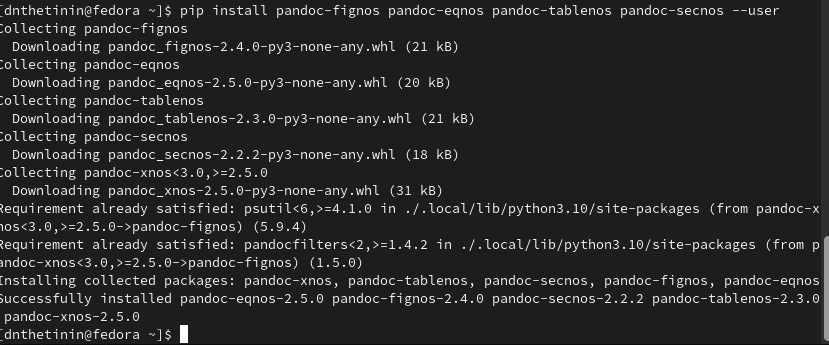 [dnthetinin@fedora ~]$ pip install pandoc-fignos pandoc-eqnos pandoc-tablenos pandoc-secnos --user
Collecting pandoc-fignos
  Downloading pandoc_fignos-2.4.0-py3-none-any.whl (21 kB)
Collecting pandoc-eqnos
  Downloading pandoc_eqnos-2.5.0-py3-none-any.whl (20 kB)
Collecting pandoc-tablenos
  Downloading pandoc_tablenos-2.3.0-py3-none-any.whl (21 kB)
Collecting pandoc-secnos
  Downloading pandoc_secnos-2.2.2-py3-none-any.whl (18 kB)
Collecting pandoc-xnos<3.0,>=2.5.0
  Downloading pandoc_xnos-2.5.0-py3-none-any.whl (31 kB)
Requirement already satisfied: psutil<6,>=4.1.0 in ./.local/lib/python3.10/site-packages (from pandoc-x
nos<3.0,>=2.5.0->pandoc-fignos) (5.9.4)
Requirement already satisfied: pandocfilters<2,>=1.4.2 in ./.local/lib/python3.10/site-packages (from p
andoc-xnos<3.0,>=2.5.0->pandoc-fignos) (1.5.0)
Installing collected packages: pandoc-xnos, pandoc-tablenos, pandoc-secnos, pandoc-fignos, pandoc-eqnos
Successfully installed pandoc-eqnos-2.5.0 pandoc-fignos-2.4.0 pandoc-secnos-2.2.2 pandoc-tablenos-2.3.0
 pandoc-xnos-2.5.0
[dnthetinin@fedora ~]$